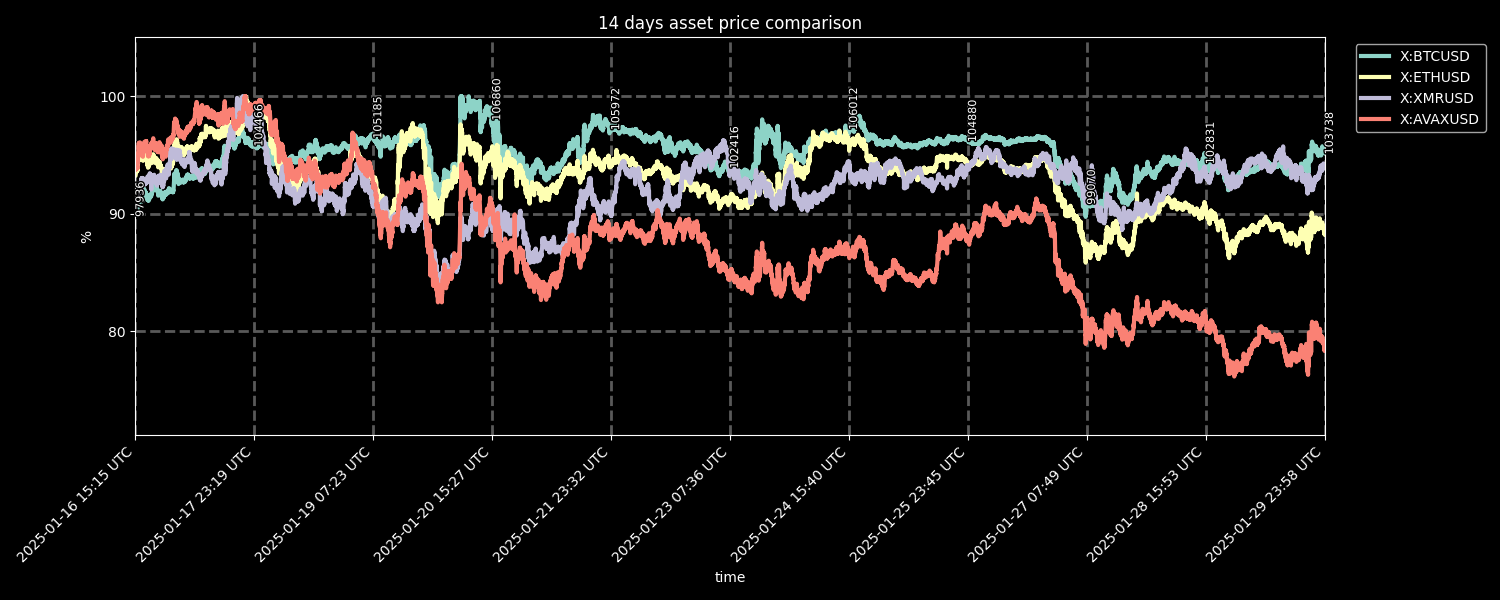 14 days asset price comparison
X:BTCUSD
X:ETHUSD
X:XMRUSD
X:AVAXUSD
100
90
80
%
97936
104466
105185
106860
105972
102416
106012
104880
99070
102831
103738
2025-01-16 15:15 UTC
2025-01-17 23:19 UTC
2025-01-19 07:23 UTC
2025-01-20 15:27 UTC
2025-01-21 23:32 UTC
2025-01-23 07:36 UTC
2025-01-24 15:40 UTC
2025-01-25 23:45 UTC
2025-01-27 07:49 UTC
2025-01-28 15:53 UTC
2025-01-29 23:58 UTC
time